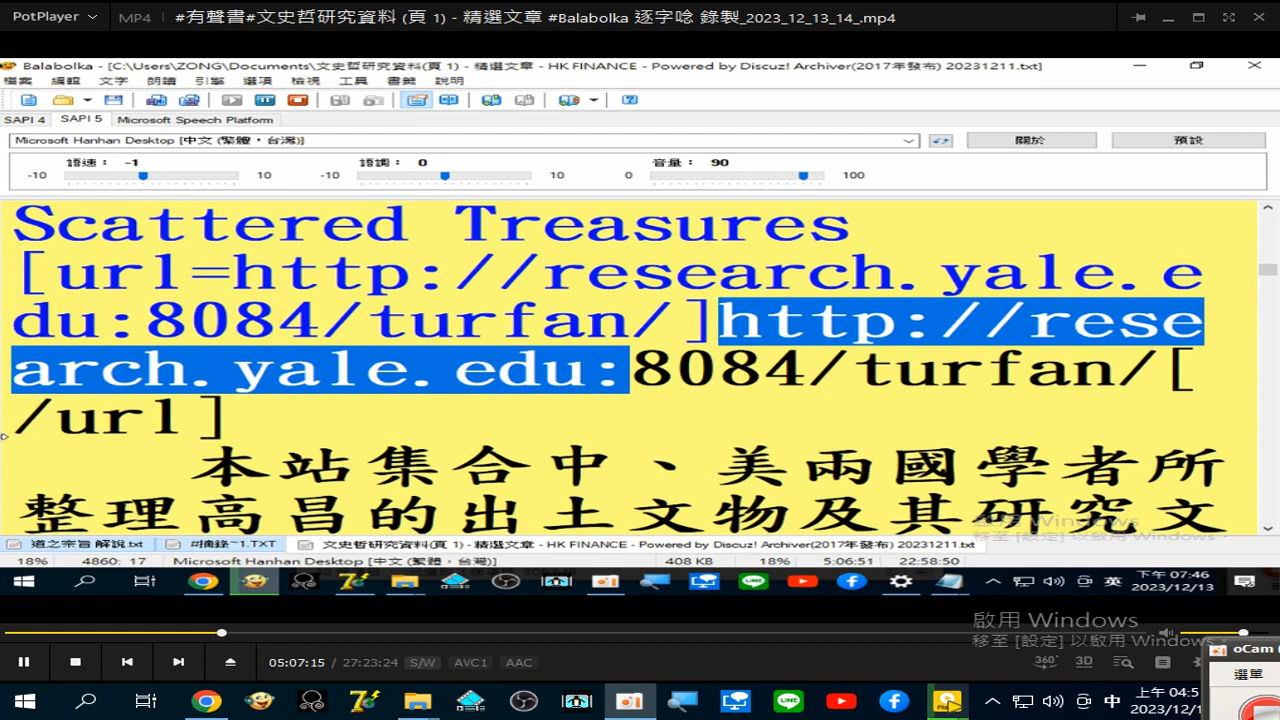 PotPlayer MP4 #有聲書#文史哲研究資料 (頁 1) - 精選文章 #Balabolka 逐字唸 錄製_2023_12_13_14_.mp4
Balabolka - [C:\Users\ZONG\Documents\文史哲研究資料(頁 1) - 精選文章 - HK FINANCE - Powered by Discuz! Archiver(2017年發布) 20231211.txt]
檔案 編輯 文字 朗讀 引擎 選項 檢視 工具 書籤 說明
SAPI 4 SAPI 5 Microsoft Speech Platform
Microsoft Hanhan Desktop [中文 (繁體，台灣)] 關於 預設
語速： -1 語調： 0 音量： 90
-10 10 -10 10 0 100
Scattered Treasures
[url=http://research.yale.e
du:8084/turfan/]http://rese
arch.yale.edu:8084/turfan/[
/url]
本站集合中、美兩國學者所
整理高昌的出土文物及其研究文
啟用 Windows
移至 [設定] 以啟用 Windows。
道之宗旨 解說.txt #摘錄~1.TXT 文史哲研究資料(頁 1) - 精選文章 - HK FINANCE - Powered by Discuz! Archiver(2017年發布) 20231211.txt
18% 4860: 17 Microsoft Hanhan Desktop [中文 (繁體，台灣)] 408 KB 18% 5:06:51 22:58:50
英 下午 07:46
2023/12/13
啟用 Windows
移至 [設定] 以啟用 Windows。
05:07:15 / 27:23:24 S/W AVC1 AAC 360° 3D
oCam
選單
中 上午 04:5
2023/12/1